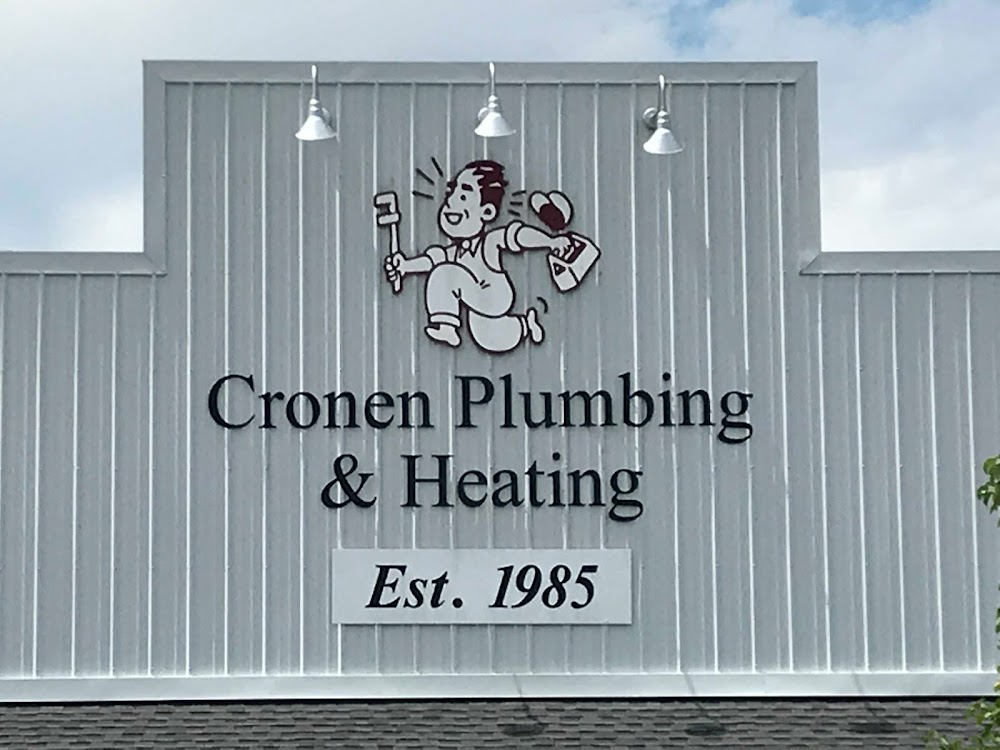 Cronen Plumbing
& Heating
Est. 1985